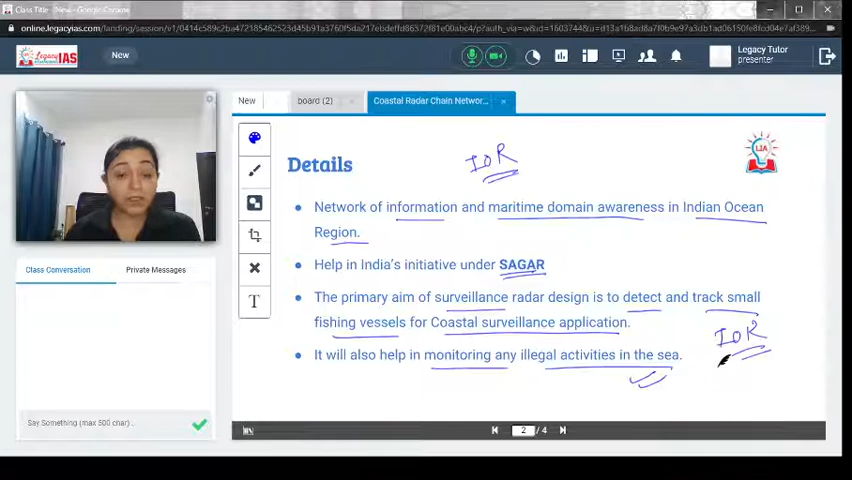 Class Title - New - Google Chrome
New
Legacy IAS
Legacy Tutor
presenter
New
board (2)
Coastal Radar Chain Networ...
LIA
Details
IOR
Network of information and maritime domain awareness in Indian Ocean
Region.
Help in India's initiative under SAGAR
The primary aim of surveillance radar design is to detect and track small
fishing vessels for Coastal surveillance application.
IOR
It will also help in monitoring any illegal activities in the sea.
T
Class Conversation
Private Messages
Say Something (max 500 char)...
2 / 4